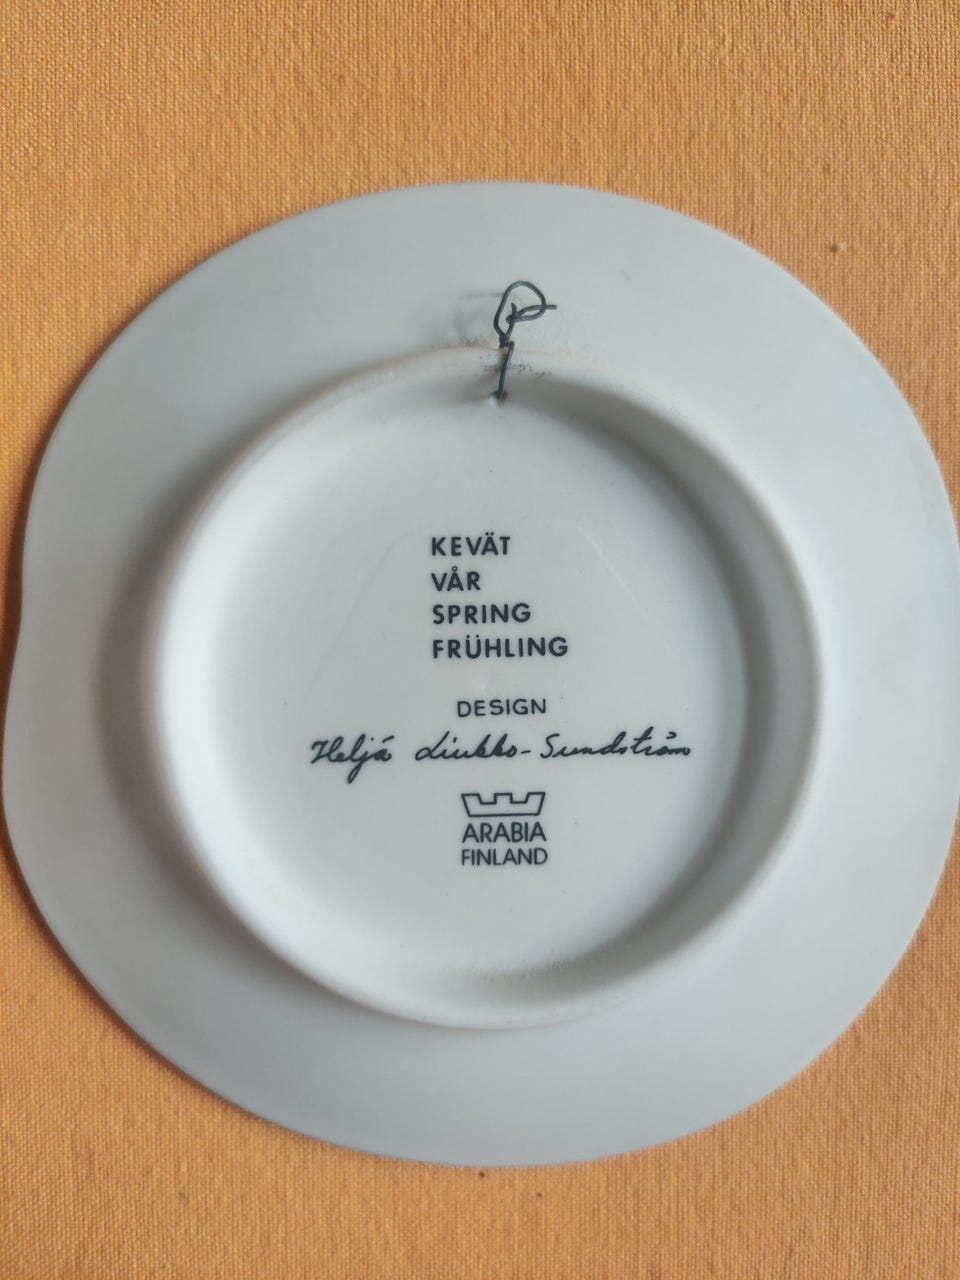 KEVÄT
VÅR
SPRING
FRÜHLING
DESIGN
Heljä Liukko-Sundström
ARABIA
FINLAND